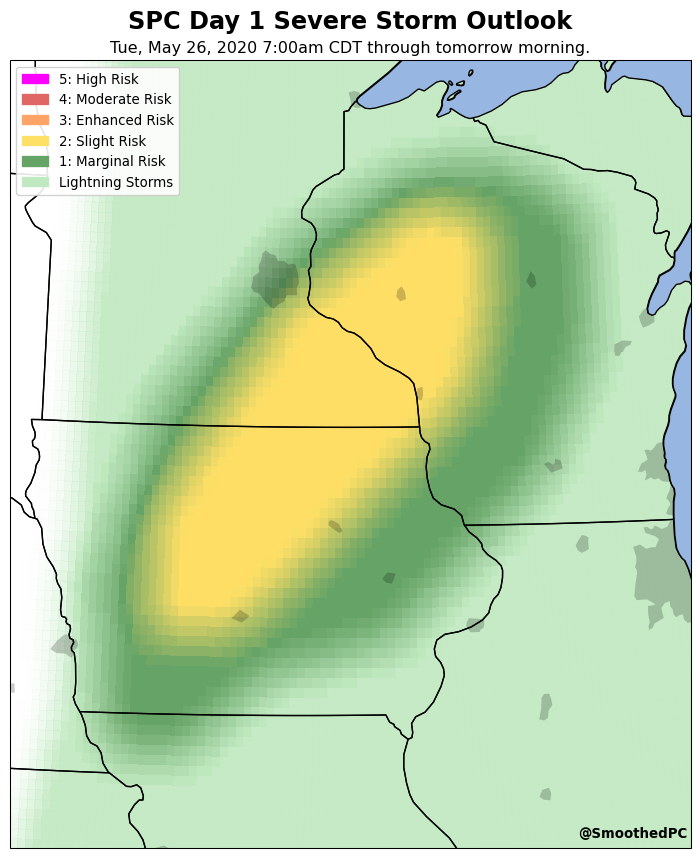 SPC Day 1 Severe Storm Outlook
Tue, May 26, 2020 7:00am CDT through tomorrow morning.
5: High Risk
4: Moderate Risk
3: Enhanced Risk
2: Slight Risk
1: Marginal Risk
Lightning Storms
@SmoothedPC